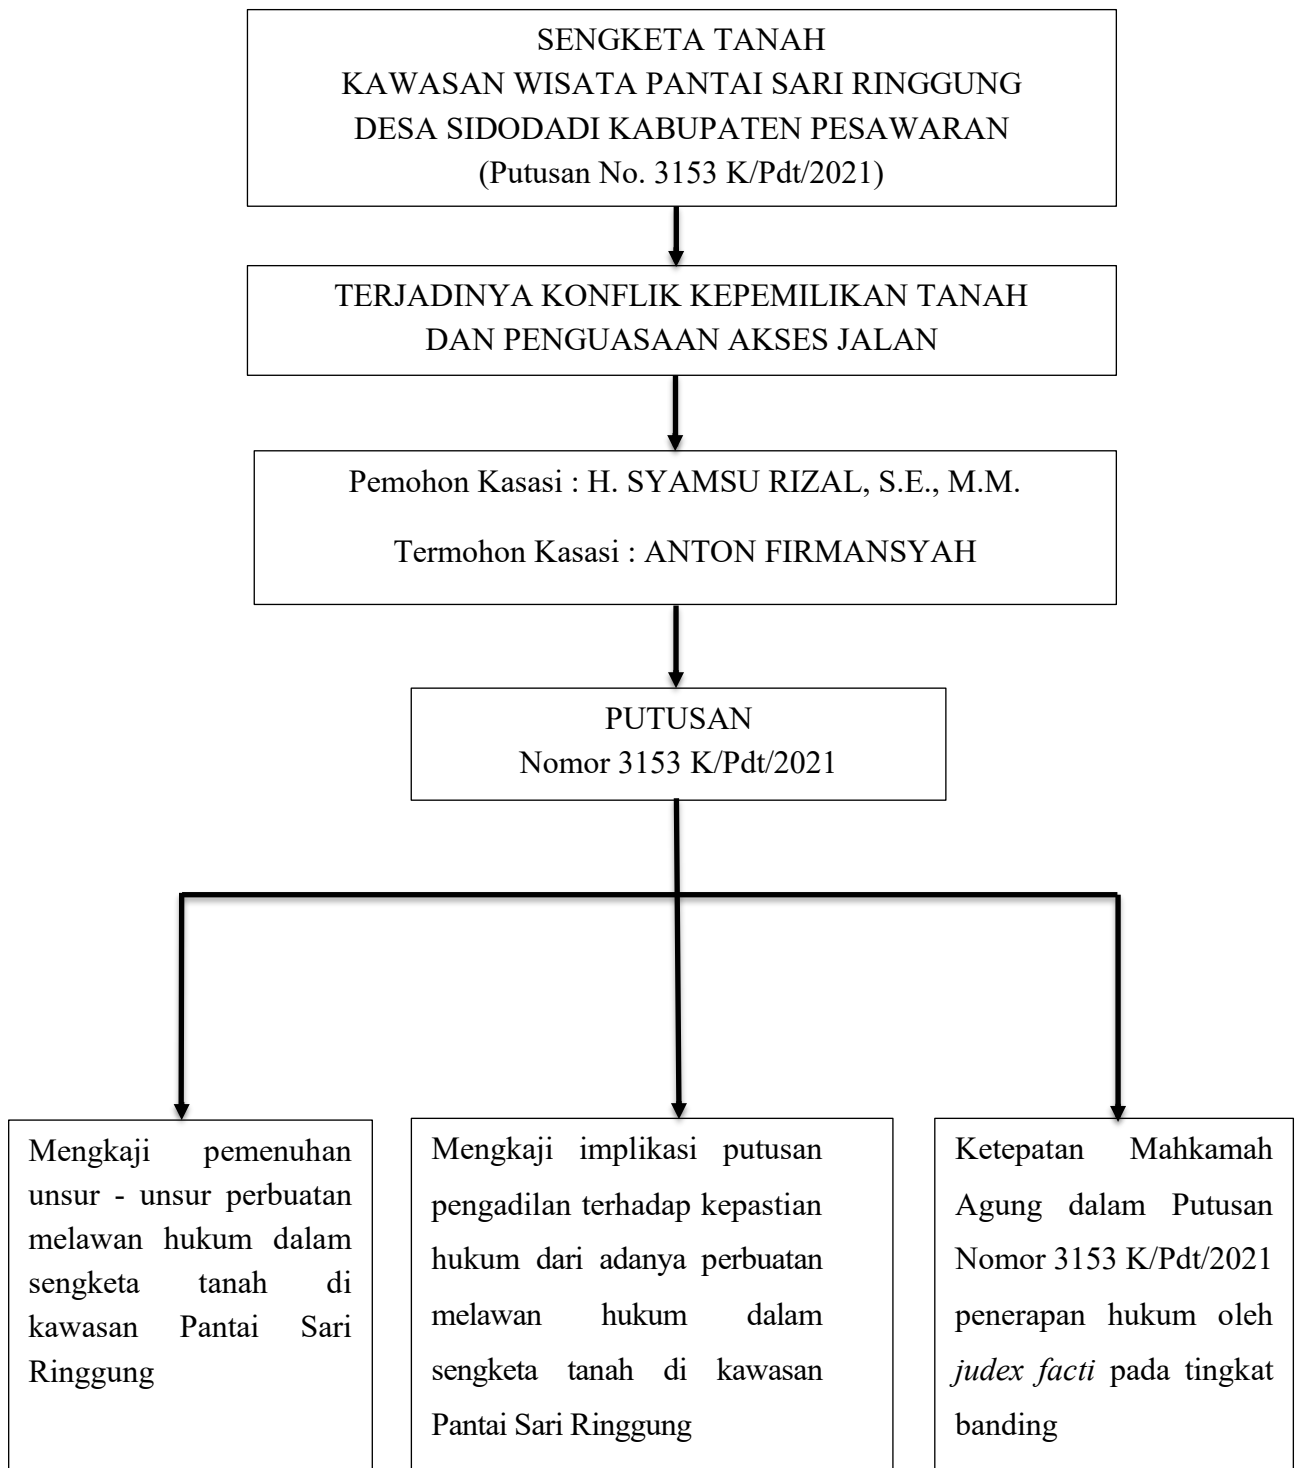 SENGKETA TANAH
KAWASAN WISATA PANTAI SARI RINGGUNG
DESA SIDODADI KABUPATEN PESAWARAN
(Putusan No. 3153 K/Pdt/2021)
TERJADINYA KONFLIK KEPEMILIKAN TANAH
DAN PENGUASAAN AKSES JALAN
Pemohon Kasasi : H. SYAMSU RIZAL, S.E., M.M.
Termohon Kasasi : ANTON FIRMANSYAH
PUTUSAN
Nomor 3153 K/Pdt/2021
Mengkaji pemenuhan
unsur - unsur perbuatan
melawan hukum dalam
sengketa tanah di
kawasan Pantai Sari
Ringgung
Mengkaji implikasi putusan
pengadilan terhadap kepastian
hukum dari adanya perbuatan
melawan hukum dalam
sengketa tanah di kawasan
Pantai Sari Ringgung
Ketepatan Mahkamah
Agung dalam Putusan
Nomor 3153 K/Pdt/2021
penerapan hukum oleh
judex facti pada tingkat
banding